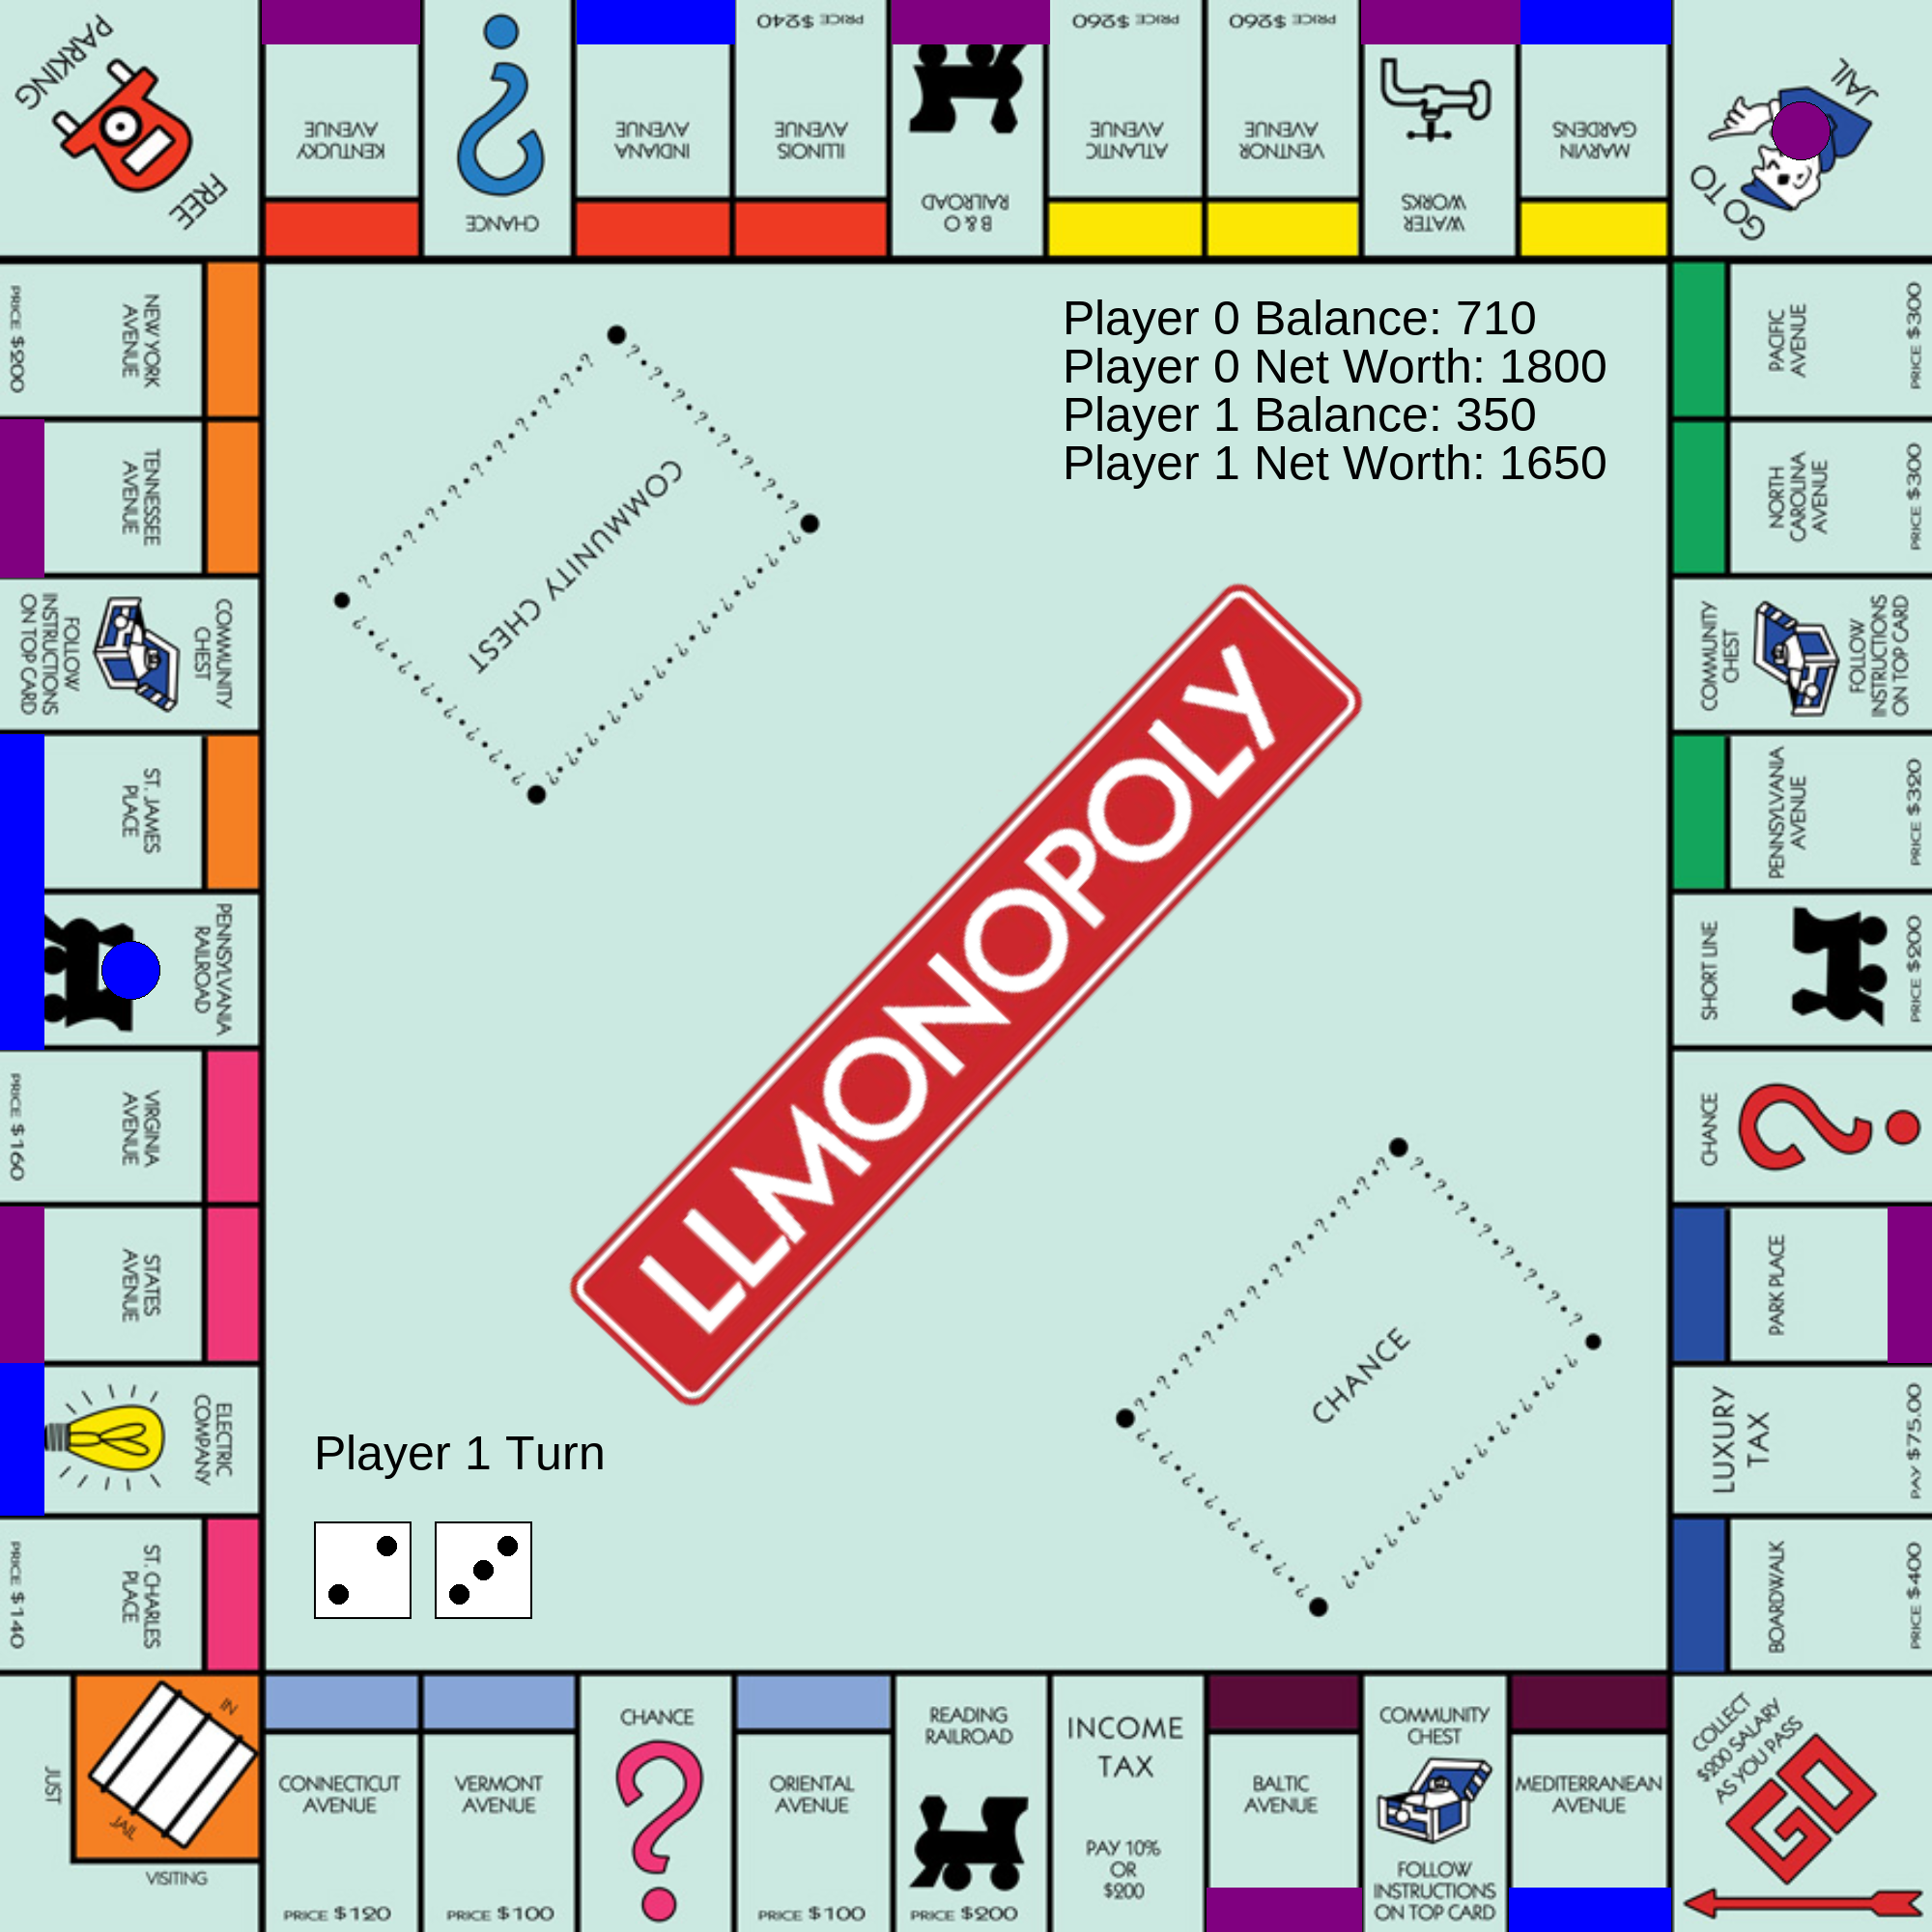 FREE
PARKING
KENTUCKY
AVENUE
CHANCE
INDIANA
AVENUE
ILLINOIS
AVENUE
PRICE $240
B & O
RAILROAD
ATLANTIC
AVENUE
PRICE $260
VENTNOR
AVENUE
PRICE $260
WATER
WORKS
MARVIN
GARDENS
GO TO
JAIL
NEW YORK
AVENUE
PRICE $200
TENNESSEE
AVENUE
COMMUNITY
CHEST
FOLLOW
INSTRUCTIONS
ON TOP CARD
ST. JAMES
PLACE
PENNSYLVANIA
RAILROAD
VIRGINIA
AVENUE
PRICE $160
STATES
AVENUE
ELECTRIC
COMPANY
ST. CHARLES
PLACE
PRICE $140
Player 0 Balance: 710
Player 0 Net Worth: 1800
Player 1 Balance: 350
Player 1 Net Worth: 1650
COMMUNITY CHEST
LLMONOPOLY
CHANCE
Player 1 Turn
PACIFIC
AVENUE
PRICE $300
NORTH
CAROLINA
AVENUE
PRICE $300
COMMUNITY
CHEST
FOLLOW
INSTRUCTIONS
ON TOP CARD
PENNSYLVANIA
AVENUE
PRICE $320
SHORT LINE
PRICE $200
CHANCE
PARK PLACE
LUXURY
TAX
PAY $75.00
BOARDWALK
PRICE $400
JUST
VISITING
IN
JAIL
CONNECTICUT
AVENUE
PRICE $120
VERMONT
AVENUE
PRICE $100
CHANCE
ORIENTAL
AVENUE
PRICE $100
READING
RAILROAD
PRICE $200
INCOME
TAX
PAY 10%
OR
$200
BALTIC
AVENUE
COMMUNITY
CHEST
FOLLOW
INSTRUCTIONS
ON TOP CARD
MEDITERRANEAN
AVENUE
COLLECT
$200 SALARY
AS YOU PASS
GO